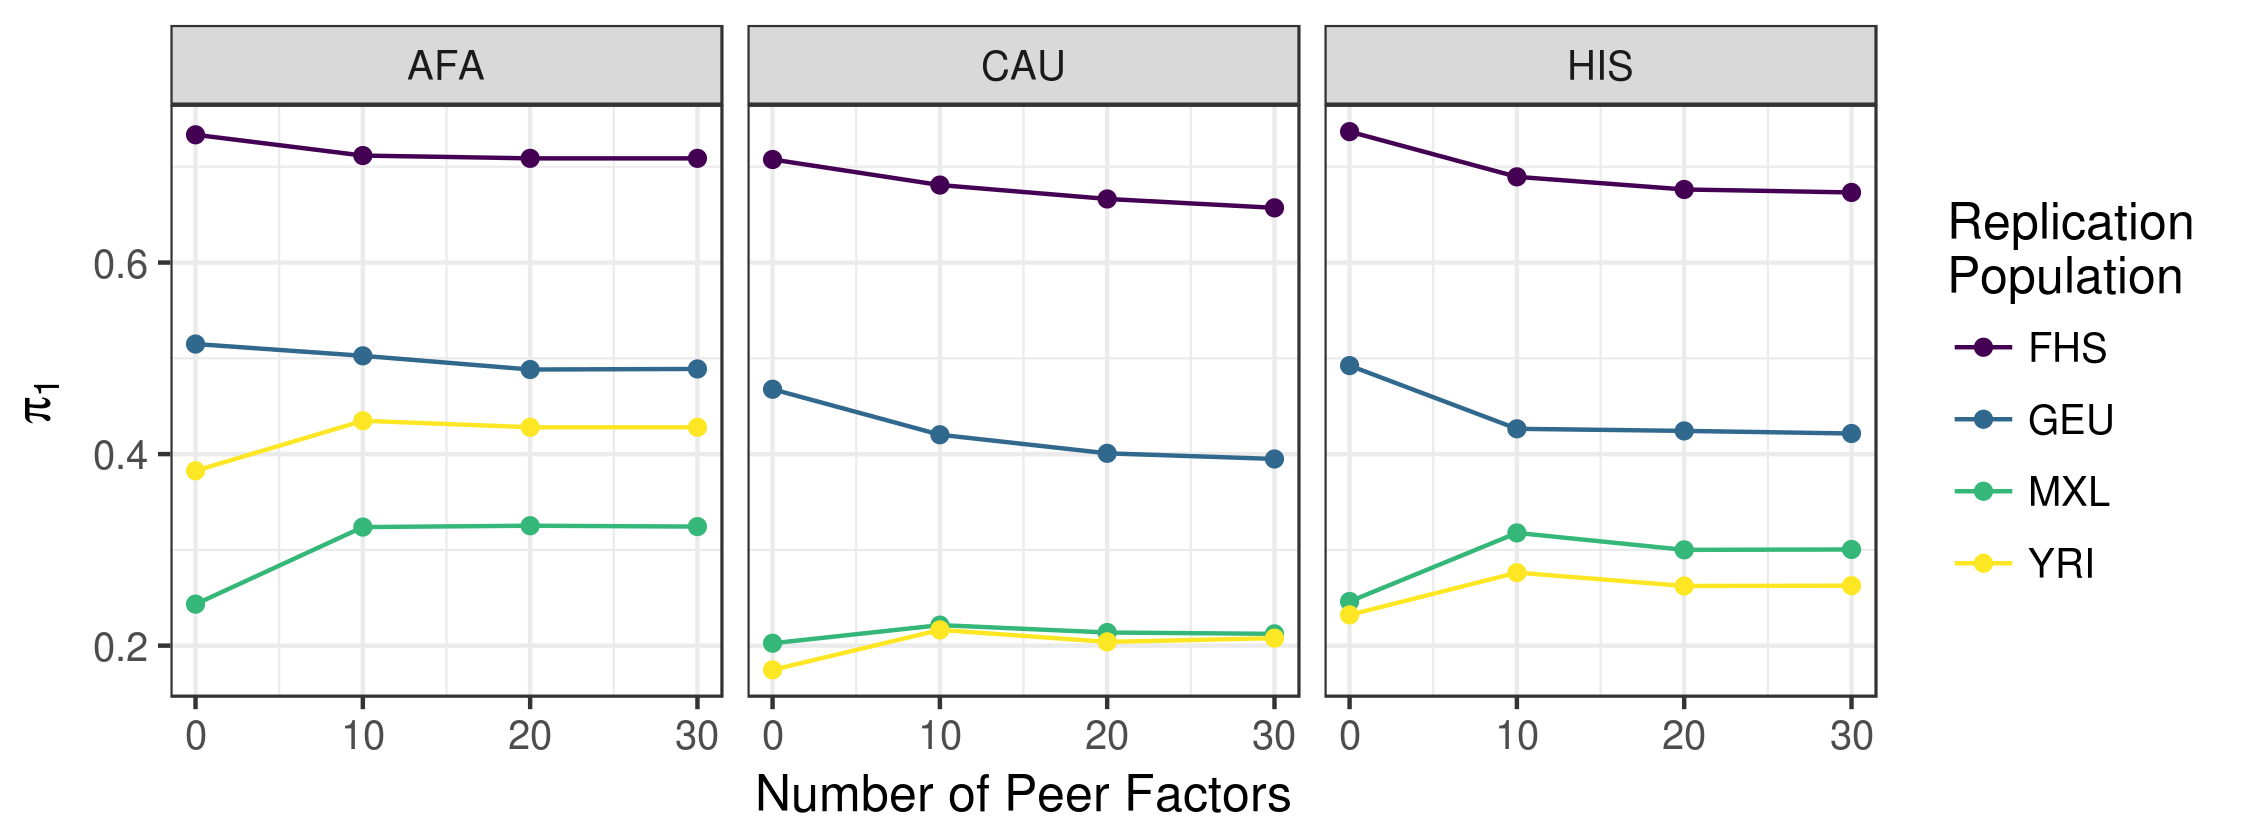 AFA
CAU
HIS
0.6
0.4
0.2
π1
0 10 20 30
0 10 20 30
0 10 20 30
Number of Peer Factors
Replication
Population
FHS
GEU
MXL
YRI